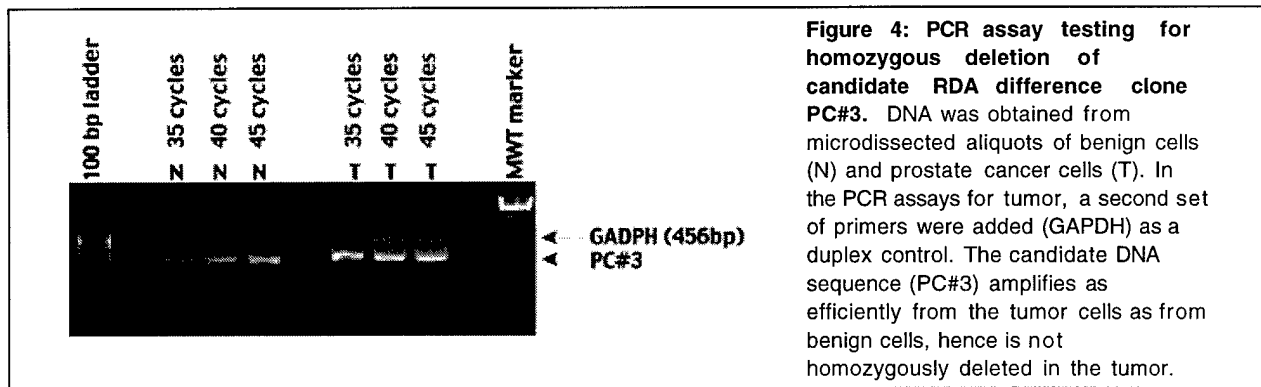 100 bp ladder
N 35 cycles
N 40 cycles
N 45 cycles
T 35 cycles
T 40 cycles
T 45 cycles
MWT marker
GADPH (456bp)
PC#3
Figure 4: PCR assay testing for
homozygous deletion of
candidate RDA difference clone
PC#3. DNA was obtained from
microdissected aliquots of benign cells
(N) and prostate cancer cells (T). In
the PCR assays for tumor, a second set
of primers were added (GAPDH) as a
duplex control. The candidate DNA
sequence (PC#3) amplifies as
efficiently from the tumor cells as from
benign cells, hence is not
homozygously deleted in the tumor.